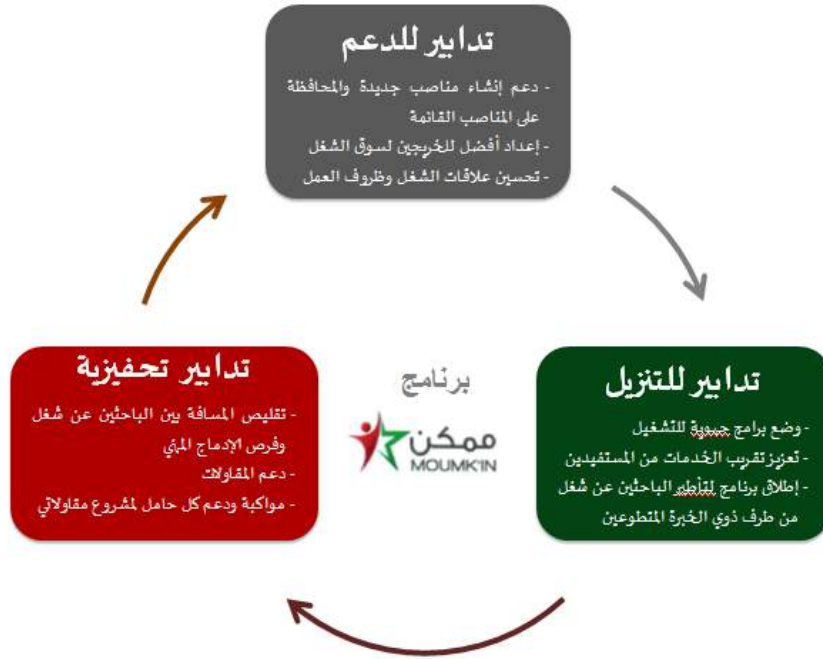 تدابير للدعم
- دعم إنشاء مناصب جديدة والمحافظة
على المناصب القائمة
- إعداد أفضل للخريجين لسوق الشغل
- تحسين علاقات الشغل وظروف العمل
تدابير للتنزيل
- وضع برامج جهوية للتشغيل
- تعزيز تقريب الخدمات من المستفيدين
- إطلاق برنامج لتأطير الباحثين عن شغل
من طرف ذوي الخبرة المتطوعين
برنامج
ممكن
MOUMK'IN
تدابير تحفيزية
- تقليص المسافة بين الباحثين عن شغل
وفرص الادماج المهني
- دعم المقاولات
- مواكبة ودعم كل حامل لمشروع مقاولاتي